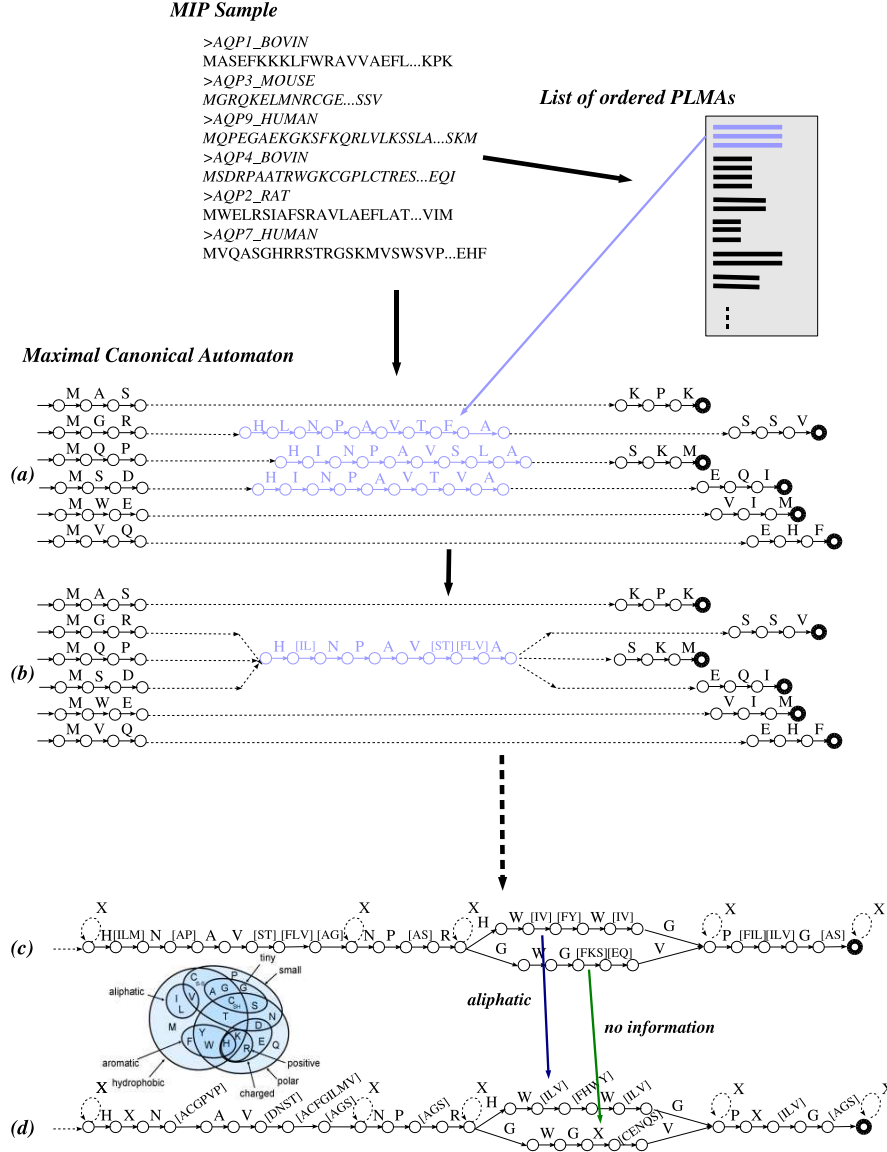 MIP Sample
>AQP1_BOVIN
MASEFKKKLFWRAVVAEFL...KPK
>AQP3_MOUSE
MGRQKELMNRCGE...SSV
>AQP9_HUMAN
MQPEGAEKGKSFKQRLVLKSSLA...SKM
>AQP4_BOVIN
MSDRPAATRWGKCGPLCTRES...EQI
>AQP2_RAT
MWELRSIAFSRAVLAEFLAT...VIM
>AQP7_HUMAN
MVQASGHRRSTRGSKMVSWSVP...EHF
List of ordered PLMAs
Maximal Canonical Automaton
(a)
M A S K P K
M G R H L N P A V T F A S S V
M Q P H I N P A V S L A S K M
M S D H I N P A V T V A E Q I
M W E V I M
M V Q E H F
(b)
M A S K P K
M G R S S V
M Q P H [IL] N P A V [ST] [FLV] A S K M
M S D E Q I
M W E V I M
M V Q E H F
(c)
X H [ILM] N [AP] A V [ST] [FLV] [AG] X N P [AS] R X
H W [IV] [FY] W [IV] G
G W G [FKS] [EQ] V
X P [FIL] [ILV] G [AS] X
aliphatic
no information
tiny
small
aliphatic
aromatic
hydrophobic
charged
polar
positive
C S-S P A G G I V L C SH S T N M D Y K E F W H R Q
(d)
X H X N [ACGPVP] A V [DNST] [ACFGILMV] [AGS] X N P [AGS] R X
H W [ILV] [FHWY] W [ILV] G
G W G X [CENQS] V
X P X [ILV] G [AGS] X